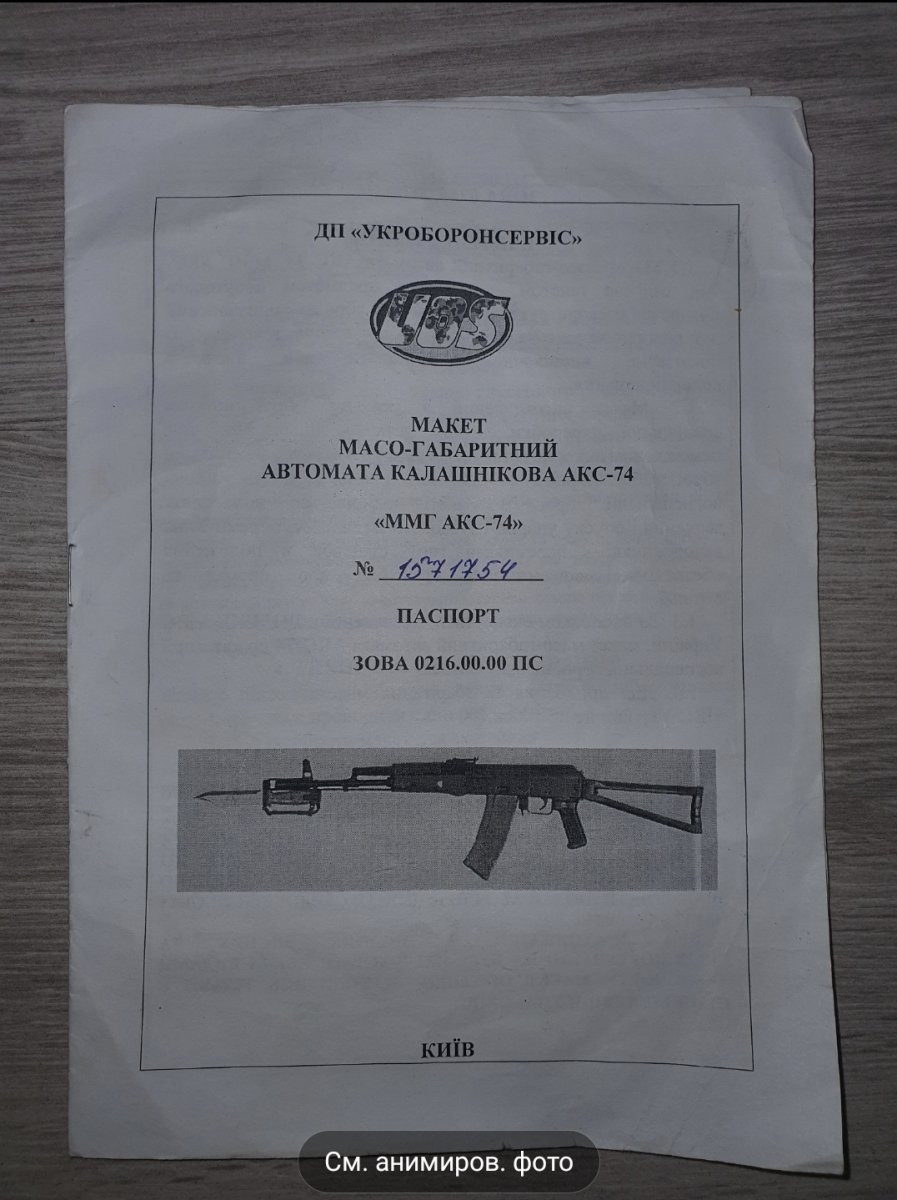 ДП «УКРОБОРОНСЕРВІС»
UBS
МАКЕТ
МАСО-ГАБАРИТНИЙ
АВТОМАТА КАЛАШНІКОВА АКС-74
«ММГ АКС-74»
№ 1571754
ПАСПОРТ
ЗОВА 0216.00.00 ПС
КИЇВ
См. анимиров. фото